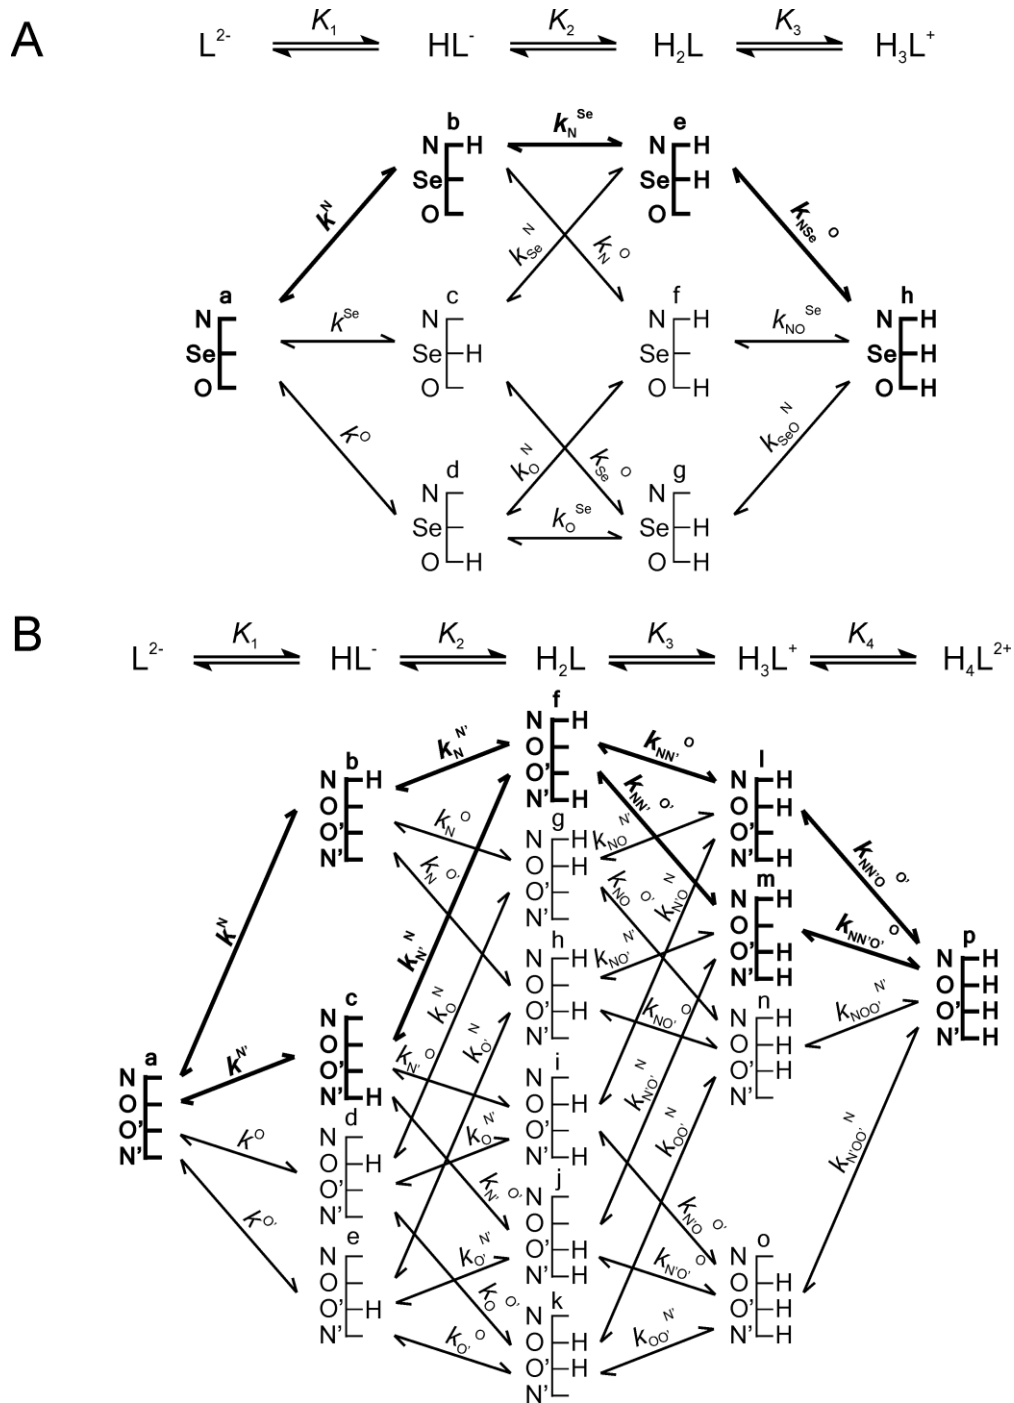 A
K₁ K₂ K₃
L²⁻ HL⁻ H₂L H₃L⁺
b kNSe e
N H N H
Se Se H
O O
kN kSeN kNO kNSeO
a c f h
N kSe N N H kNOSe N H
Se Se H Se Se H
O O O H O H
kO kON kSeO kSeON
d g
N N
Se kOSe Se H
O H O H
B
K₁ K₂ K₃ K₄
L²⁻ HL⁻ H₂L H₃L⁺ H₄L²⁺
f
N H
O
O'
N' H
kNN' kNN'O kNN'O'
b
N H
O
O'
N'
l
N H
O H
O'
N' H
kNO kNO' kNON' kNOO' kN'ON
g
N H
O H
O'
N'
kN kN'N kON kO'N
m
N H
O
O' H
N' H
kNN'OO' kNN'O'O
h
N H
O
O' H
N'
kNO'N' kNO'O
p
N H
O H
O' H
N' H
c
N
O
O'
N' H
kN' kN'O
n
N H
O H
O' H
N'
kNOO'N'
a
N
O
O'
N'
i
N
O H
O'
N' H
kN'O'N kOO'N
d
N
O H
O'
N'
kO kON' kN'O'
j
N
O
O' H
N' H
kN'OO' kN'O'O kN'OO'N
e
N
O
O' H
N'
kO' kO'N' kOO' kO'O
o
N
O H
O' H
N' H
k
N
O H
O' H
N'
kOO'N'